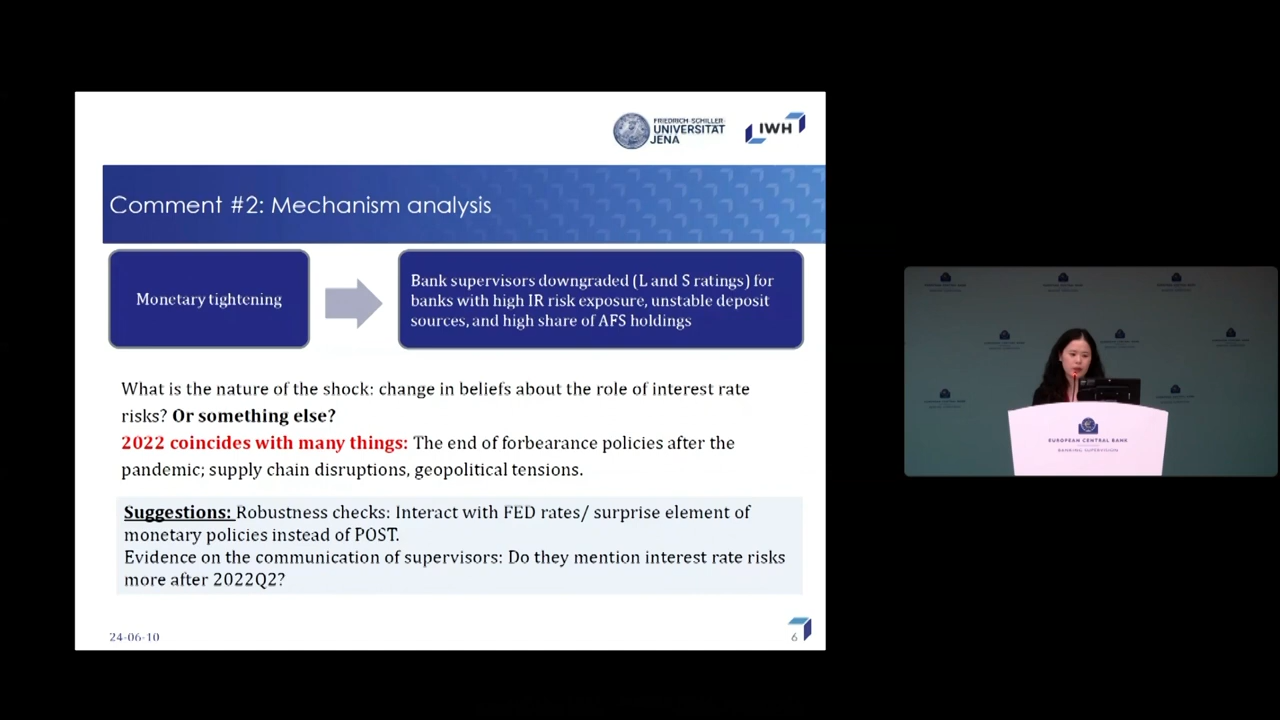 FRIEDRICH-SCHILLER-
UNIVERSITÄT
JENA
IWH
Comment #2: Mechanism analysis
Monetary tightening
Bank supervisors downgraded (L and S ratings) for
banks with high IR risk exposure, unstable deposit
sources, and high share of AFS holdings
What is the nature of the shock: change in beliefs about the role of interest rate
risks? Or something else?
2022 coincides with many things: The end of forbearance policies after the
pandemic; supply chain disruptions, geopolitical tensions.
Suggestions: Robustness checks: Interact with FED rates/ surprise element of
monetary policies instead of POST.
Evidence on the communication of supervisors: Do they mention interest rate risks
more after 2022Q2?
24-06-10
6
EUROPEAN CENTRAL BANK
BANKING SUPERVISION